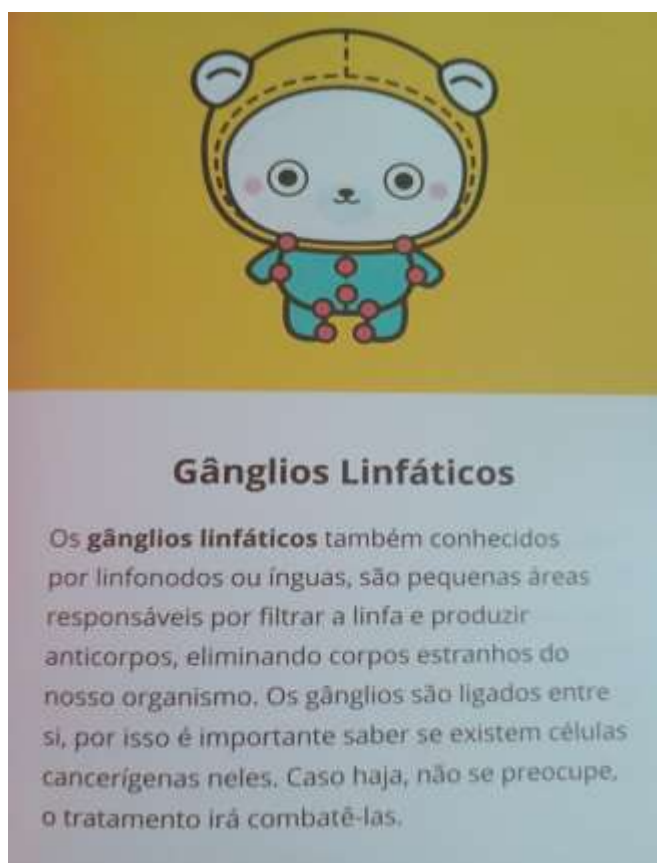 Gânglios Linfáticos
Os gânglios linfáticos também conhecidos
por linfonodos ou ínguas, são pequenas áreas
responsáveis por filtrar a linfa e produzir
anticorpos, eliminando corpos estranhos do
nosso organismo. Os gânglios são ligados entre
si, por isso é importante saber se existem células
cancerígenas neles. Caso haja, não se preocupe,
o tratamento irá combatê-las.